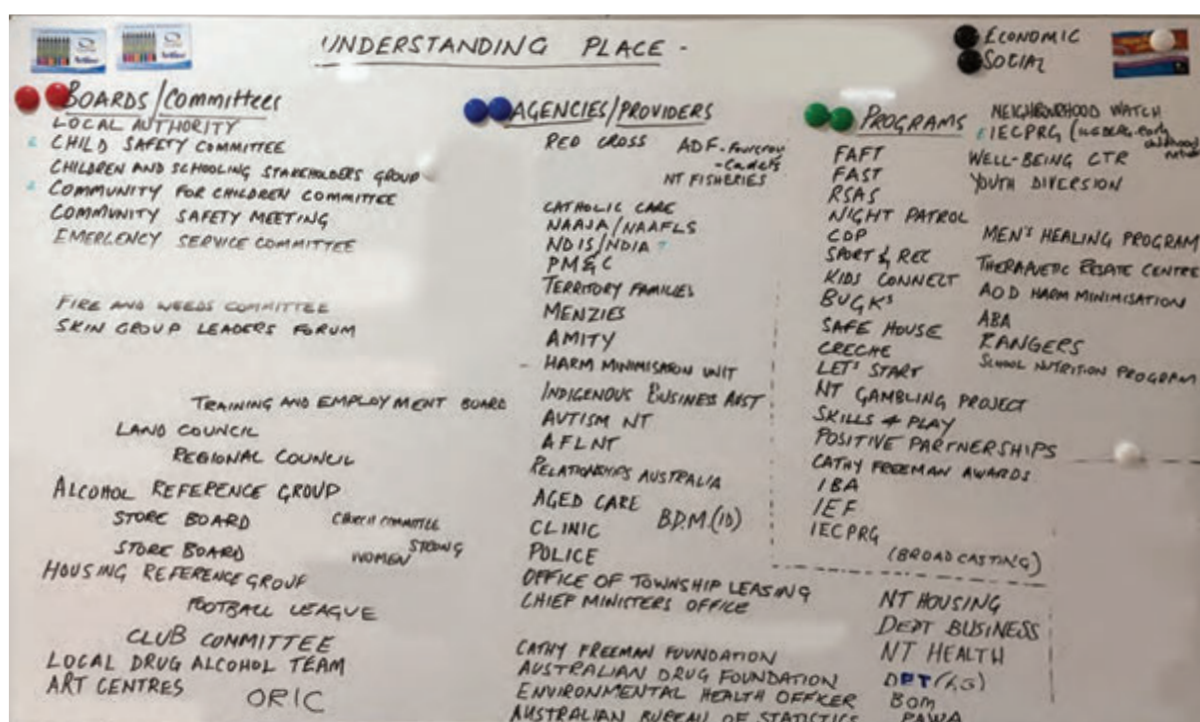 UNDERSTANDING PLACE -
ECONOMIC
SOCIAL
BOARDS/Committees
LOCAL AUTHORITY
CHILD SAFETY COMMITTEE
CHILDREN AND SCHOOLING STAKEHOLDERS GROUP
COMMUNITY FOR CHILDREN COMMITTEE
COMMUNITY SAFETY MEETING
EMERGENCY SERVICE COMMITTEE
FIRE AND WEEDS COMMITTEE
SKIN GROUP LEADERS FORUM
TRAINING AND EMPLOYMENT BOARD
LAND COUNCIL
REGIONAL COUNCIL
ALCOHOL REFERENCE GROUP
STORE BOARD
CHURCH COMMITTEE
STORE BOARD
STRONG
WOMEN
HOUSING REFERENCE GROUP
FOOTBALL LEAGUE
CLUB COMMITTEE
LOCAL DRUG ALCOHOL TEAM
ART CENTRES
ORIC
AGENCIES/PROVIDERS
RED CROSS
ADF -
- Cadets
NT FISHERIES
CATHOLIC CARE
NAAJA/NAAFLS
NDIS/NDIA ?
PM&C
TERRITORY FAMILIES
MENZIES
AMITY
- HARM MINIMISATION UNIT
INDIGENOUS BUSINESS AUST
AUTISM NT
AFLNT
RELATIONSHIPS AUSTRALIA
AGED CARE
B.D.M.(ID)
CLINIC
POLICE
OFFICE OF TOWNSHIP LEASING
CHIEF MINISTERS OFFICE
CATHY FREEMAN FOUNDATION
AUSTRALIAN DRUG FOUNDATION
ENVIRONMENTAL HEALTH OFFICER
AUSTRALIAN BUREAU OF STATISTICS
NT HOUSING
DEPT BUSINESS
NT HEALTH
DPT (LG)
BOM
PAWA
PROGRAMS
FAFT
FAST
RSAS
NIGHT PATROL
CDP
SPORT & REC
KIDS CONNECT
BUGK'S
SAFE HOUSE
CRECHE
LET'S START
NT GAMBLING PROJECT
SKILLS 4 PLAY
POSITIVE PARTNERSHIPS
CATHY FREEMAN AWARDS
IBA
IEF
IECPRG
(BROADCASTING)
NEIGHBOURHOOD WATCH
IECPRG (
WELL-BEING CTR
YOUTH DIVERSION
MEN'S HEALING PROGRAM
THERAPUETIC RESPITE CENTRE
AOD HARM MINIMISATION
ABA
RANGERS
SCHOOL NUTRITION PROGRAM